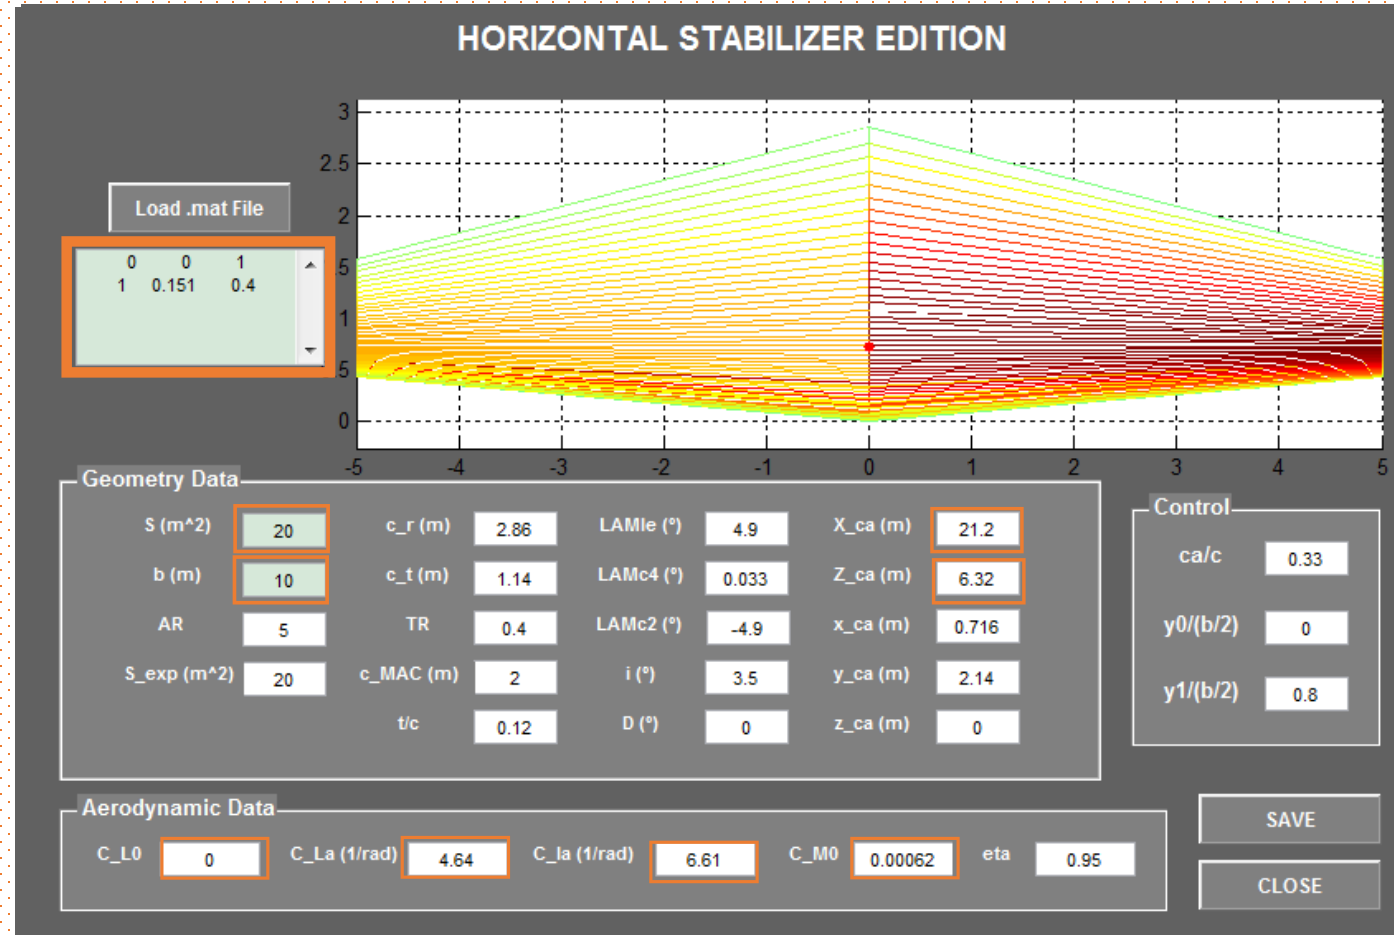 HORIZONTAL STABILIZER EDITION
Load .mat File
0 0 1
1 0.151 0.4
3
2.5
2
.5
1
.5
0
-5 -4 -3 -2 -1 0 1 2 3 4 5
Geometry Data
S (m^2) 20 c_r (m) 2.86 LAMle (º) 4.9 X_ca (m) 21.2
b (m) 10 c_t (m) 1.14 LAMc4 (º) 0.033 Z_ca (m) 6.32
AR 5 TR 0.4 LAMc2 (º) -4.9 x_ca (m) 0.716
S_exp (m^2) 20 c_MAC (m) 2 i (º) 3.5 y_ca (m) 2.14
t/c 0.12 D (º) 0 z_ca (m) 0
Control
ca/c 0.33
y0/(b/2) 0
y1/(b/2) 0.8
Aerodynamic Data
C_L0 0 C_La (1/rad) 4.64 C_la (1/rad) 6.61 C_M0 0.00062 eta 0.95
SAVE
CLOSE